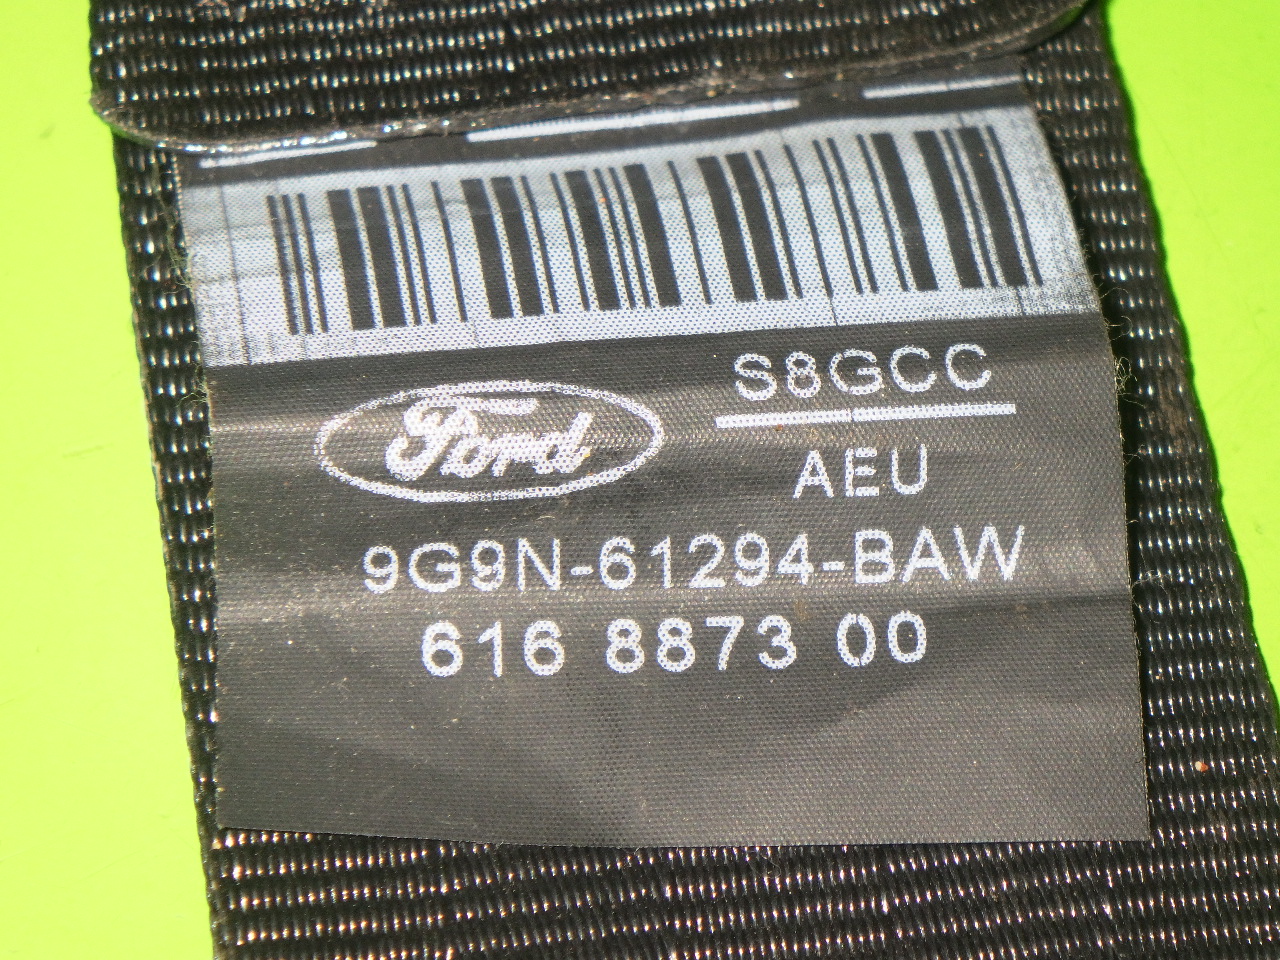 S8GCC
Ford
AEU
9G9N-61294-BAW
616 8873 00